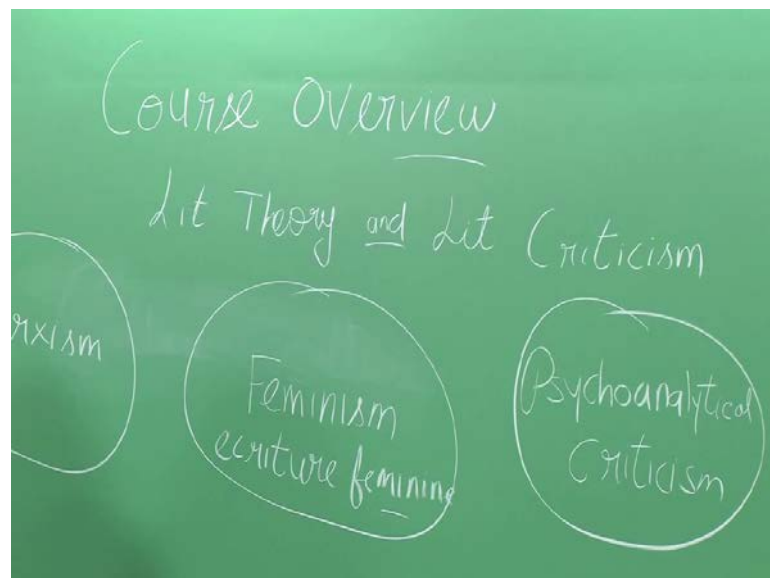 Course Overview
Lit Theory and Lit Criticism
rxism
Feminism
ecriture feminine
Psychoanalytical
Criticism